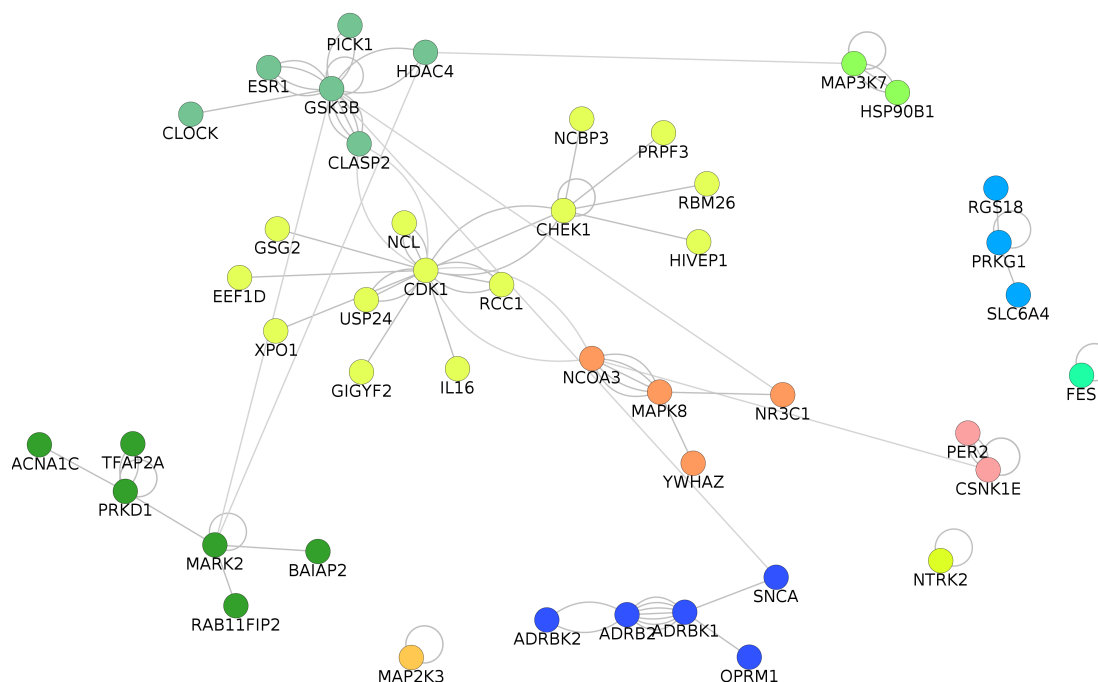 PICK1
HDAC4
ESR1
GSK3B
MAP3K7
HSP90B1
CLOCK
CLASP2
NCBP3
PRPF3
RBM26
RGS18
CHEK1
GSG2
NCL
HIVEP1
PRKG1
EEF1D
CDK1
RCC1
SLC6A4
USP24
XPO1
GIGYF2
IL16
NCOA3
FES
MAPK8
NR3C1
ACNA1C
TFAP2A
PER2
YWHAZ
CSNK1E
PRKD1
MARK2
BAIAP2
NTRK2
SNCA
RAB11FIP2
ADRBK2
ADRB2
ADRBK1
MAP2K3
OPRM1